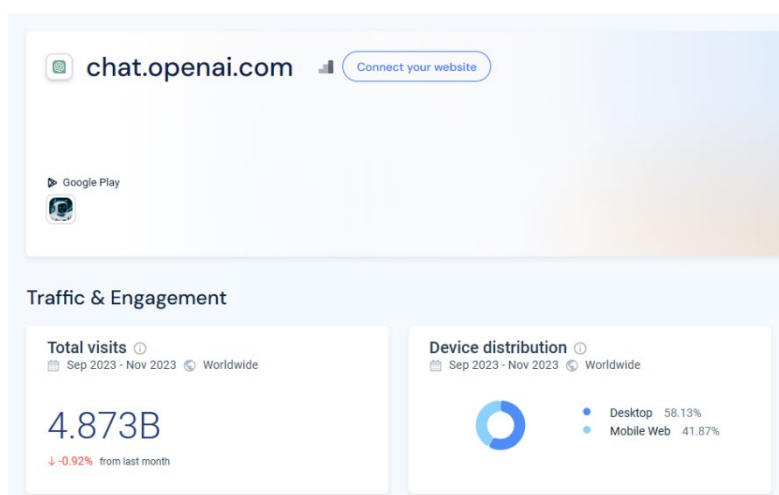 chat.openai.com Connect your website
Google Play
Traffic & Engagement
Total visits
Sep 2023 - Nov 2023 Worldwide
4.873B
↓ -0.92% from last month
Device distribution
Sep 2023 - Nov 2023 Worldwide
Desktop 58.13%
Mobile Web 41.87%